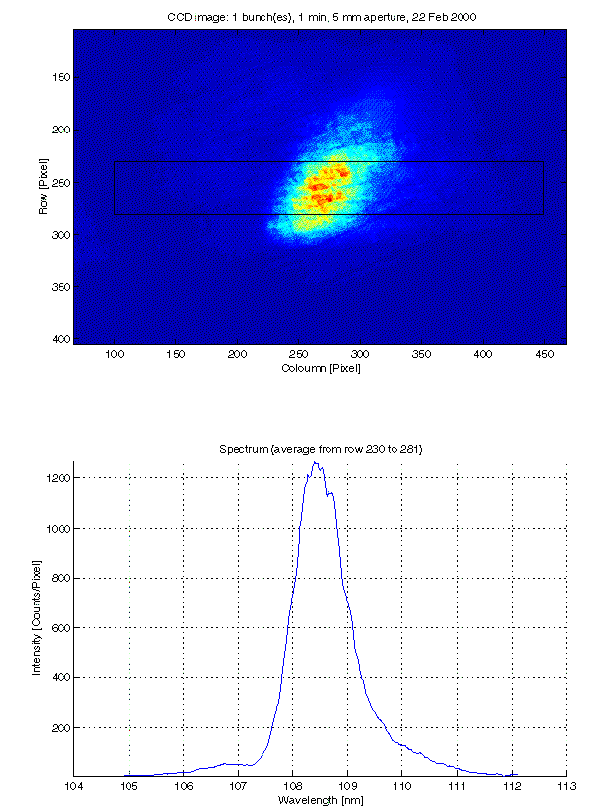 CCD image: 1 bunch(es), 1 min, 5 mm aperture, 22 Feb 2000
150
200
250
300
350
400
Row [Pixel]
100 150 200 250 300 350 400 450
Coloumn [Pixel]
Spectrum (average from row 230 to 281)
1200
1000
800
600
400
200
Intensity [Counts/Pixel]
104 105 106 107 108 109 110 111 112 113
Wavelength [nm]